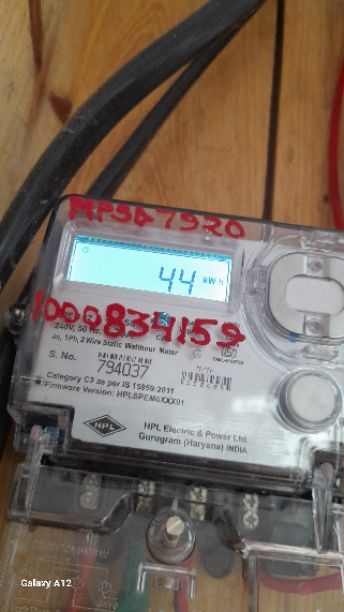 MPSD7920
44 kWh
1000834159
240V, 50 Hz
1Ph, 2 Wire Static Watthour Meter
S. No. 794037
Category C3 as per IS 15959:2011
Firmware Version: HPLSPEM6XXX01
HPL
HPL Electric & Power Ltd.
Gurugram (Haryana) INDIA
Galaxy A12